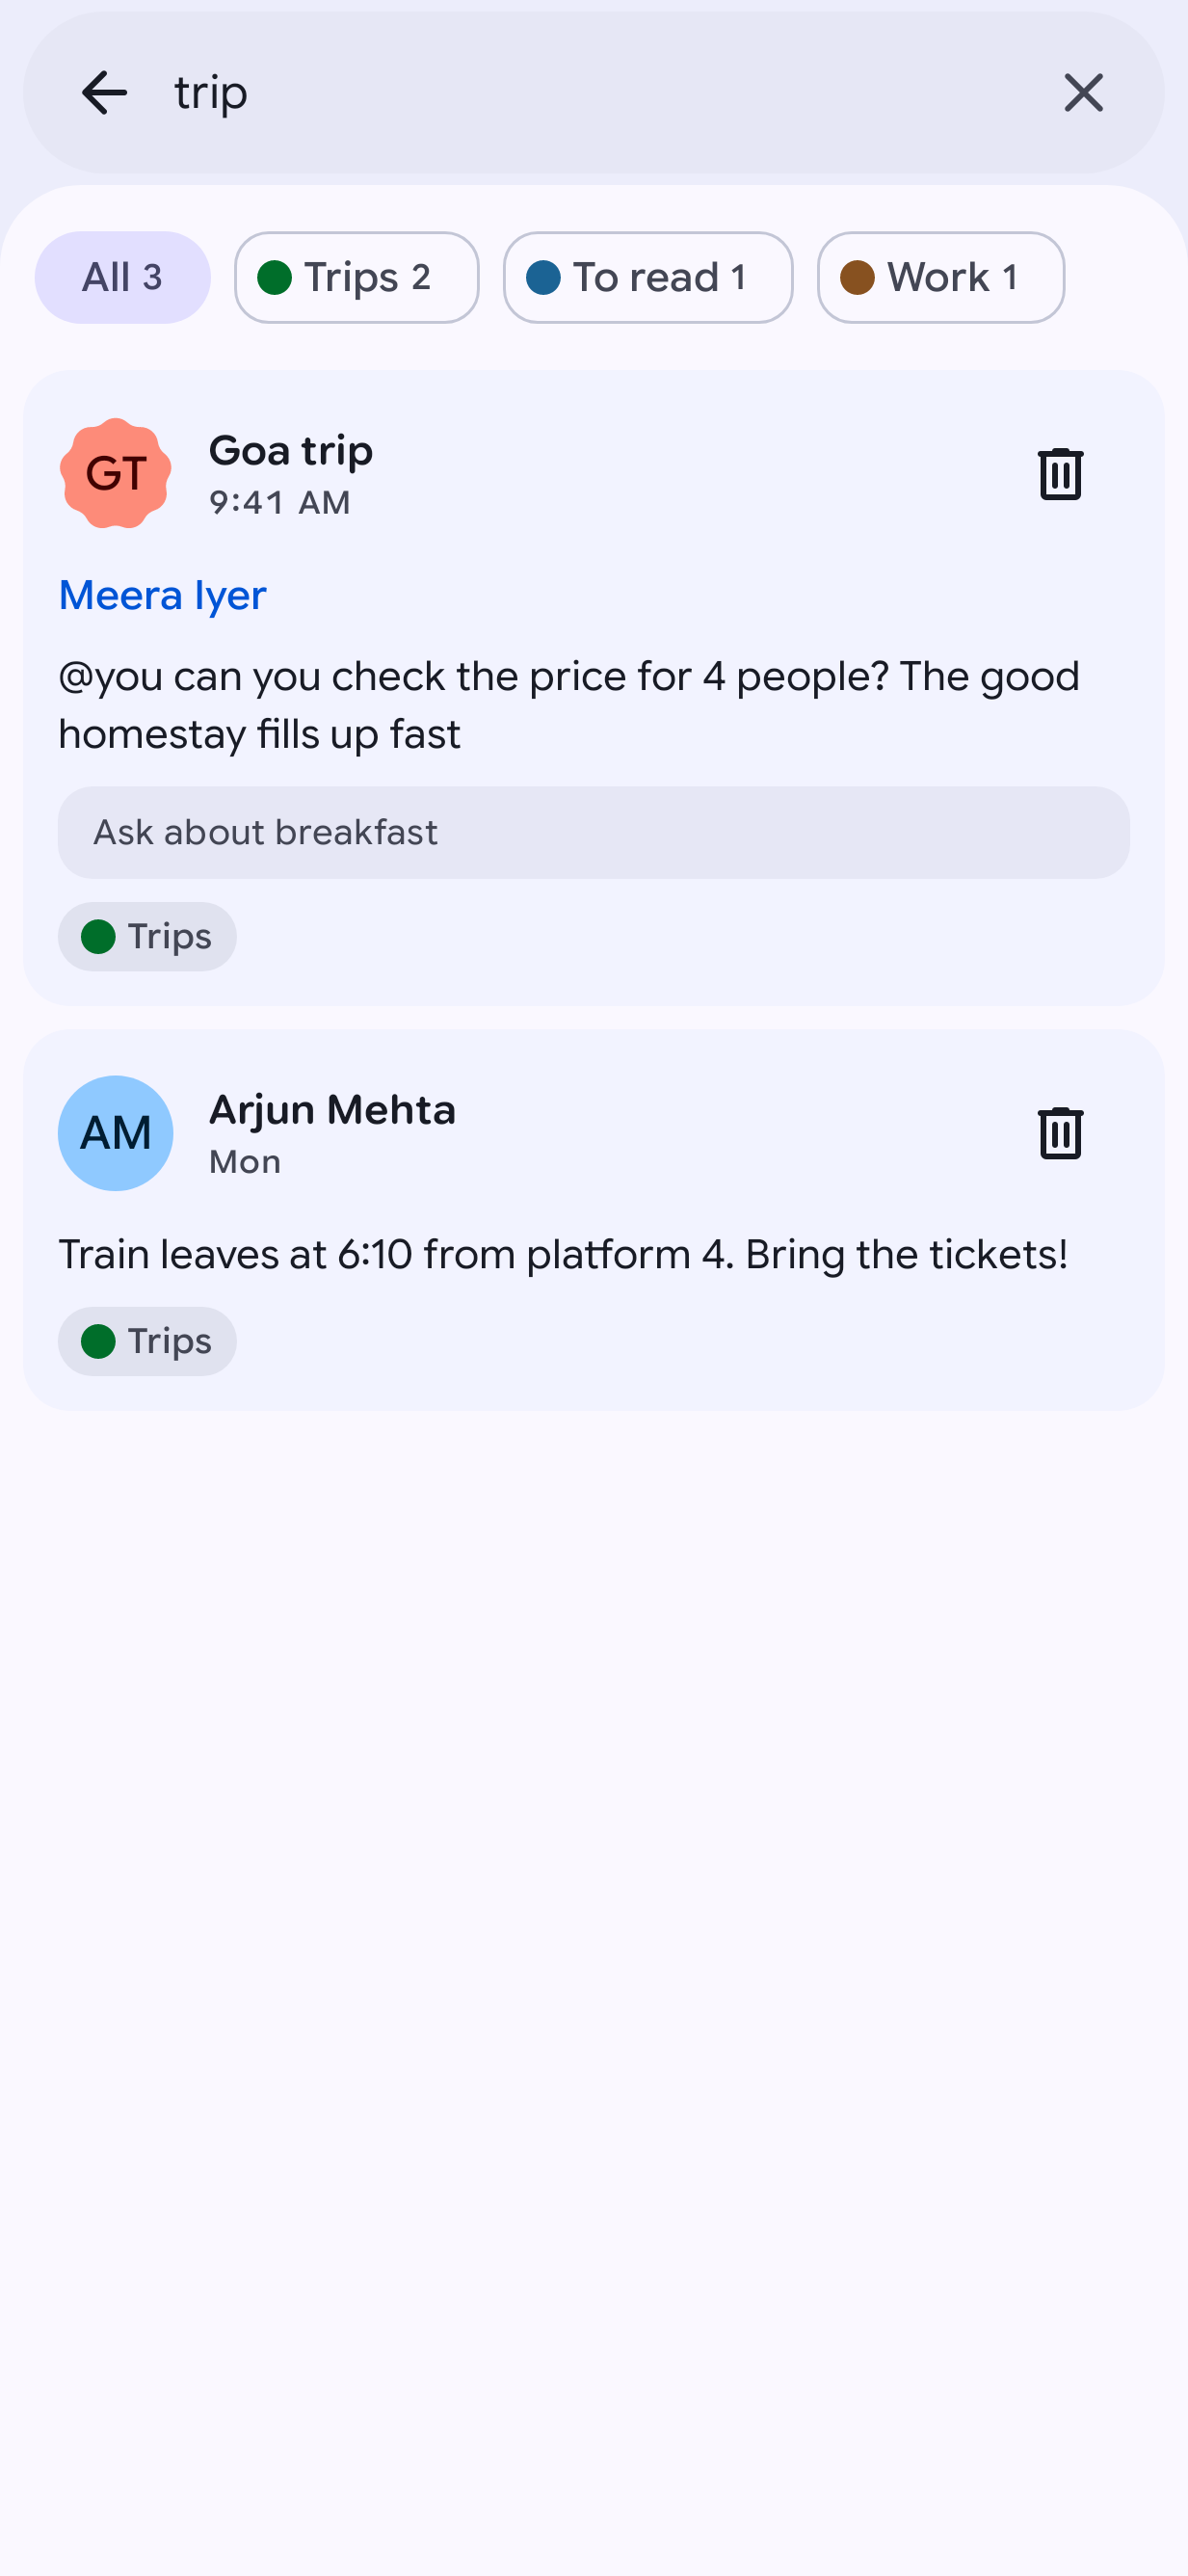 trip
All 3
Trips 2
To read 1
Work 1
GT
Goa trip
9:41 AM
Meera Iyer
@you can you check the price for 4 people? The good
homestay fills up fast
Ask about breakfast
Trips
AM
Arjun Mehta
Mon
Train leaves at 6:10 from platform 4. Bring the tickets!
Trips